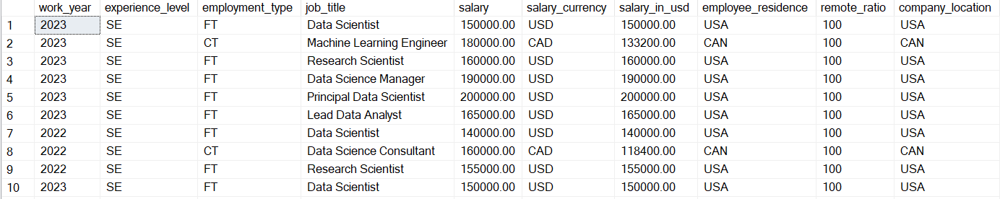 work_year experience_level employment_type job_title salary salary_currency salary_in_usd employee_residence remote_ratio company_location
1 2023 SE FT Data Scientist 150000.00 USD 150000.00 USA 100 USA
2 2023 SE CT Machine Learning Engineer 180000.00 CAD 133200.00 CAN 100 CAN
3 2023 SE FT Research Scientist 160000.00 USD 160000.00 USA 100 USA
4 2023 SE FT Data Science Manager 190000.00 USD 190000.00 USA 100 USA
5 2023 SE FT Principal Data Scientist 200000.00 USD 200000.00 USA 100 USA
6 2023 SE FT Lead Data Analyst 165000.00 USD 165000.00 USA 100 USA
7 2022 SE FT Data Scientist 140000.00 USD 140000.00 USA 100 USA
8 2022 SE CT Data Science Consultant 160000.00 CAD 118400.00 CAN 100 CAN
9 2022 SE FT Research Scientist 155000.00 USD 155000.00 USA 100 USA
10 2023 SE FT Data Scientist 150000.00 USD 150000.00 USA 100 USA